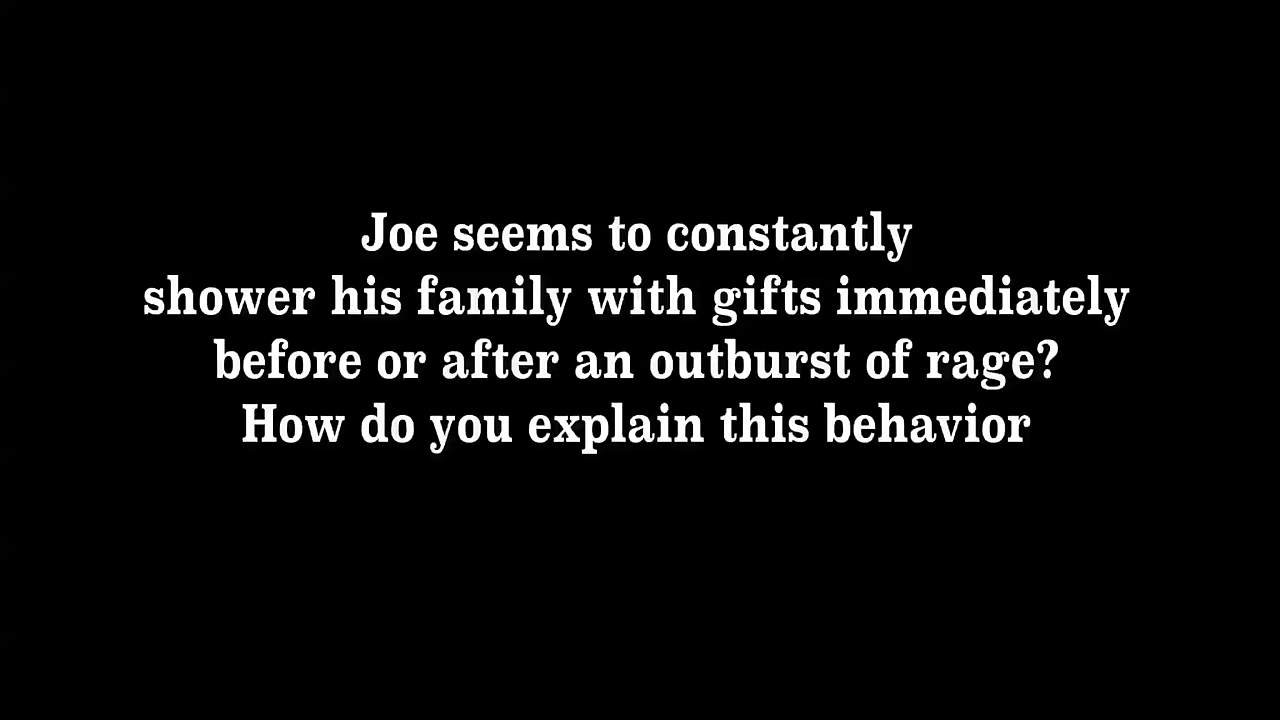 Joe seems to constantly
shower his family with gifts immediately
before or after an outburst of rage?
How do you explain this behavior